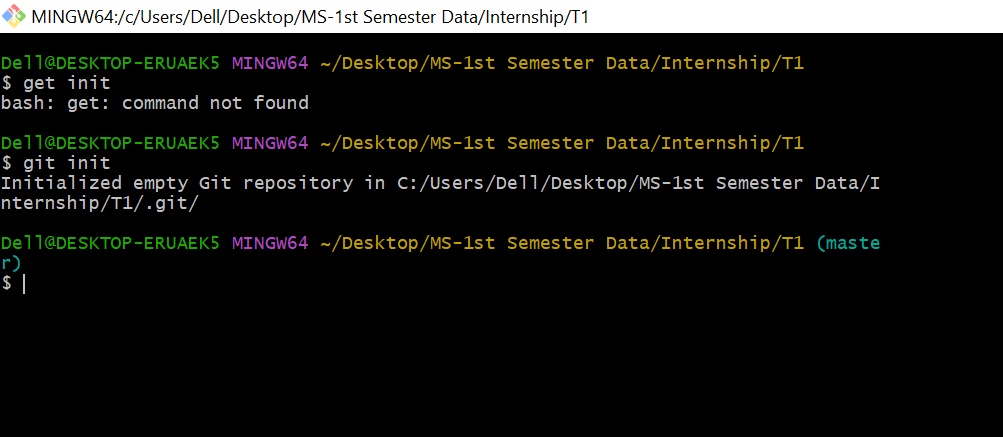 MINGW64:/c/Users/Dell/Desktop/MS-1st Semester Data/Internship/T1
Dell@DESKTOP-ERUAEK5 MINGW64 ~/Desktop/MS-1st Semester Data/Internship/T1
$ get init
bash: get: command not found
Dell@DESKTOP-ERUAEK5 MINGW64 ~/Desktop/MS-1st Semester Data/Internship/T1
$ git init
Initialized empty Git repository in C:/Users/Dell/Desktop/MS-1st Semester Data/I
nternship/T1/.git/
Dell@DESKTOP-ERUAEK5 MINGW64 ~/Desktop/MS-1st Semester Data/Internship/T1 (maste
r)
$